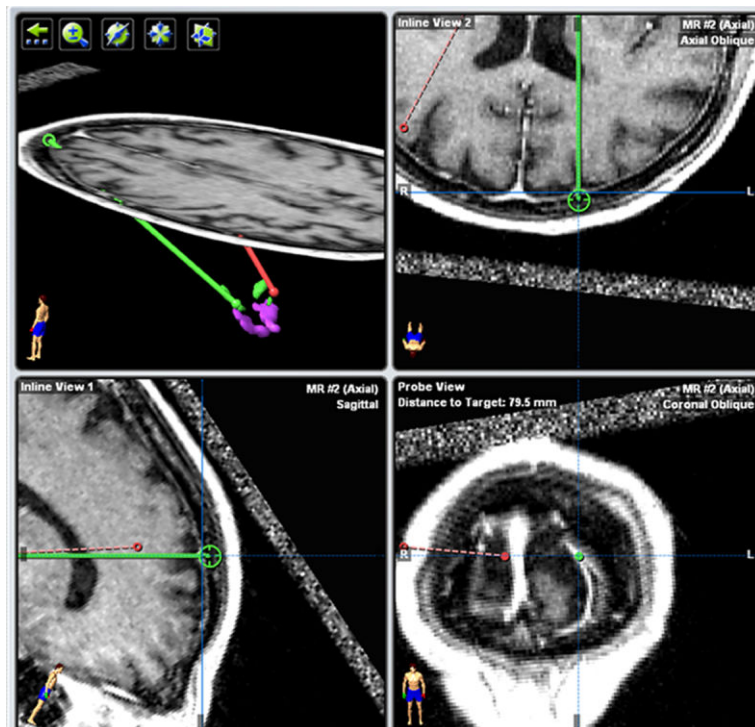 Inline View 2
MR #2 (Axial)
Axial Oblique
R
L
Inline View 1
MR #2 (Axial)
Sagittal
Probe View
MR #2 (Axial)
Distance to Target: 79.5 mm
Coronal Oblique
R
L